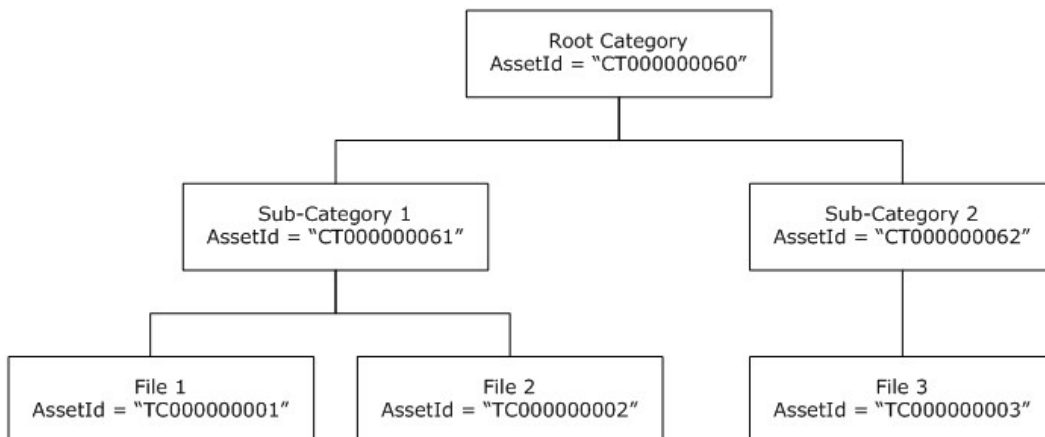 Root Category
AssetId = “CT000000060”
Sub-Category 1
AssetId = “CT000000061”
Sub-Category 2
AssetId = “CT000000062”
File 1
AssetId = “TC000000001”
File 2
AssetId = “TC000000002”
File 3
AssetId = “TC000000003”